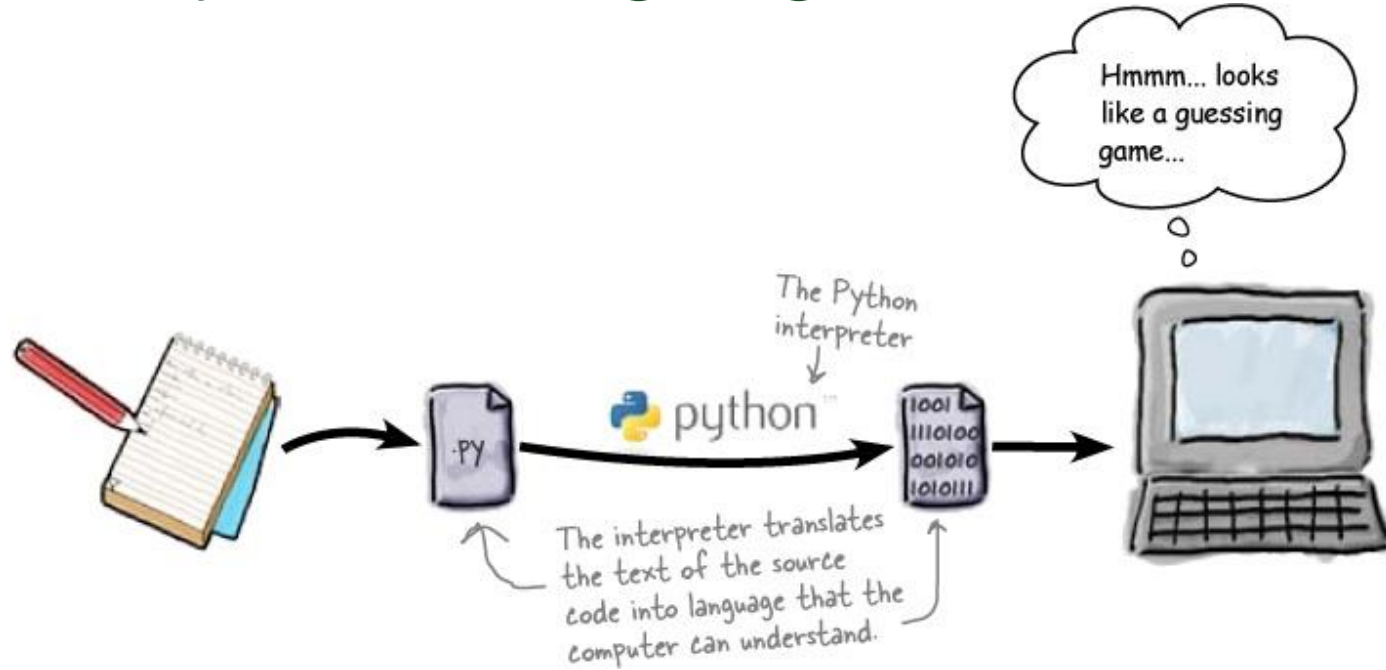 Hmmm... looks
like a guessing
game...
The Python
interpreter
python™
.PY
1001
1110100
001010
1010111
The interpreter translates
the text of the source
code into language that the
computer can understand.